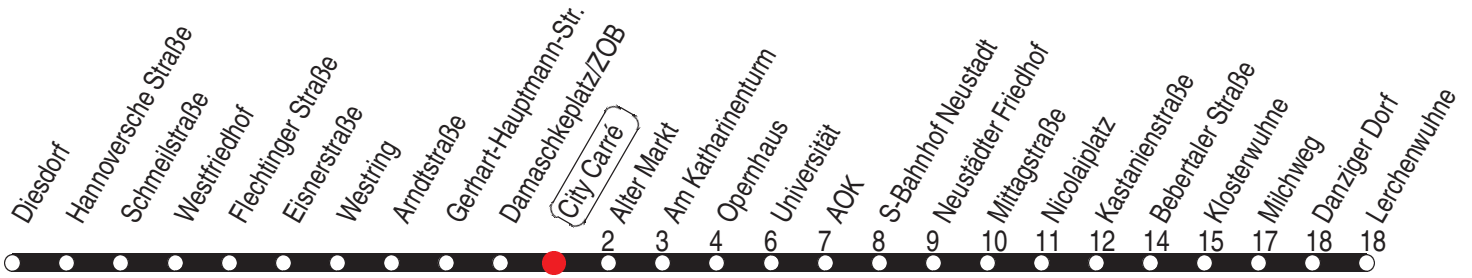 Diesdorf
Hannoversche Straße
Schmeilstraße
Westfriedhof
Flechtinger Straße
Eisnerstraße
Westring
Arndtstraße
Gerhart-Hauptmann-Str.
Damaschkeplatz/ZOB
City Carré
Alter Markt
Am Katharinenturm
Opernhaus
Universität
AOK
S-Bahnhof Neustadt
Neustädter Friedhof
Mittagstraße
Nicolaiplatz
Kastanienstraße
Bebertaler Straße
Klosterwuhne
Milchweg
Danziger Dorf
Lerchenwuhne
2 3 4 6 7 8 9 10 11 12 14 15 17 18 18